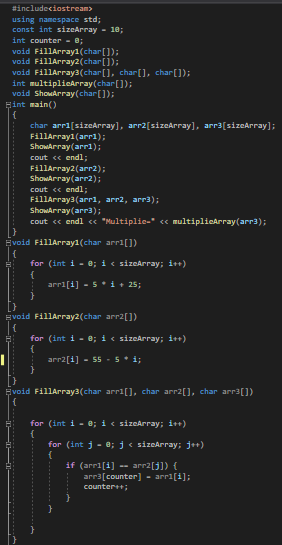 #include<iostream>
using namespace std;
const int sizeArray = 10;
int counter = 0;
void FillArray1(char[]);
void FillArray2(char[]);
void FillArray3(char[], char[], char[]);
int multiplieArray(char[]);
void ShowArray(char[]);
int main()
{
char arr1[sizeArray], arr2[sizeArray], arr3[sizeArray];
FillArray1(arr1);
ShowArray(arr1);
cout << endl;
FillArray2(arr2);
ShowArray(arr2);
cout << endl;
FillArray3(arr1, arr2, arr3);
ShowArray(arr3);
cout << endl << "Multiplie=" << multiplieArray(arr3);
}
void FillArray1(char arr1[])
{
for (int i = 0; i < sizeArray; i++)
{
arr1[i] = 5 * i + 25;
}
}
void FillArray2(char arr2[])
{
for (int i = 0; i < sizeArray; i++)
{
arr2[i] = 55 - 5 * i;
}
}
void FillArray3(char arr1[], char arr2[], char arr3[])
{
for (int i = 0; i < sizeArray; i++)
{
for (int j = 0; j < sizeArray; j++)
{
if (arr1[i] == arr2[j]) {
arr3[counter] = arr1[i];
counter++;
}
}
}
}